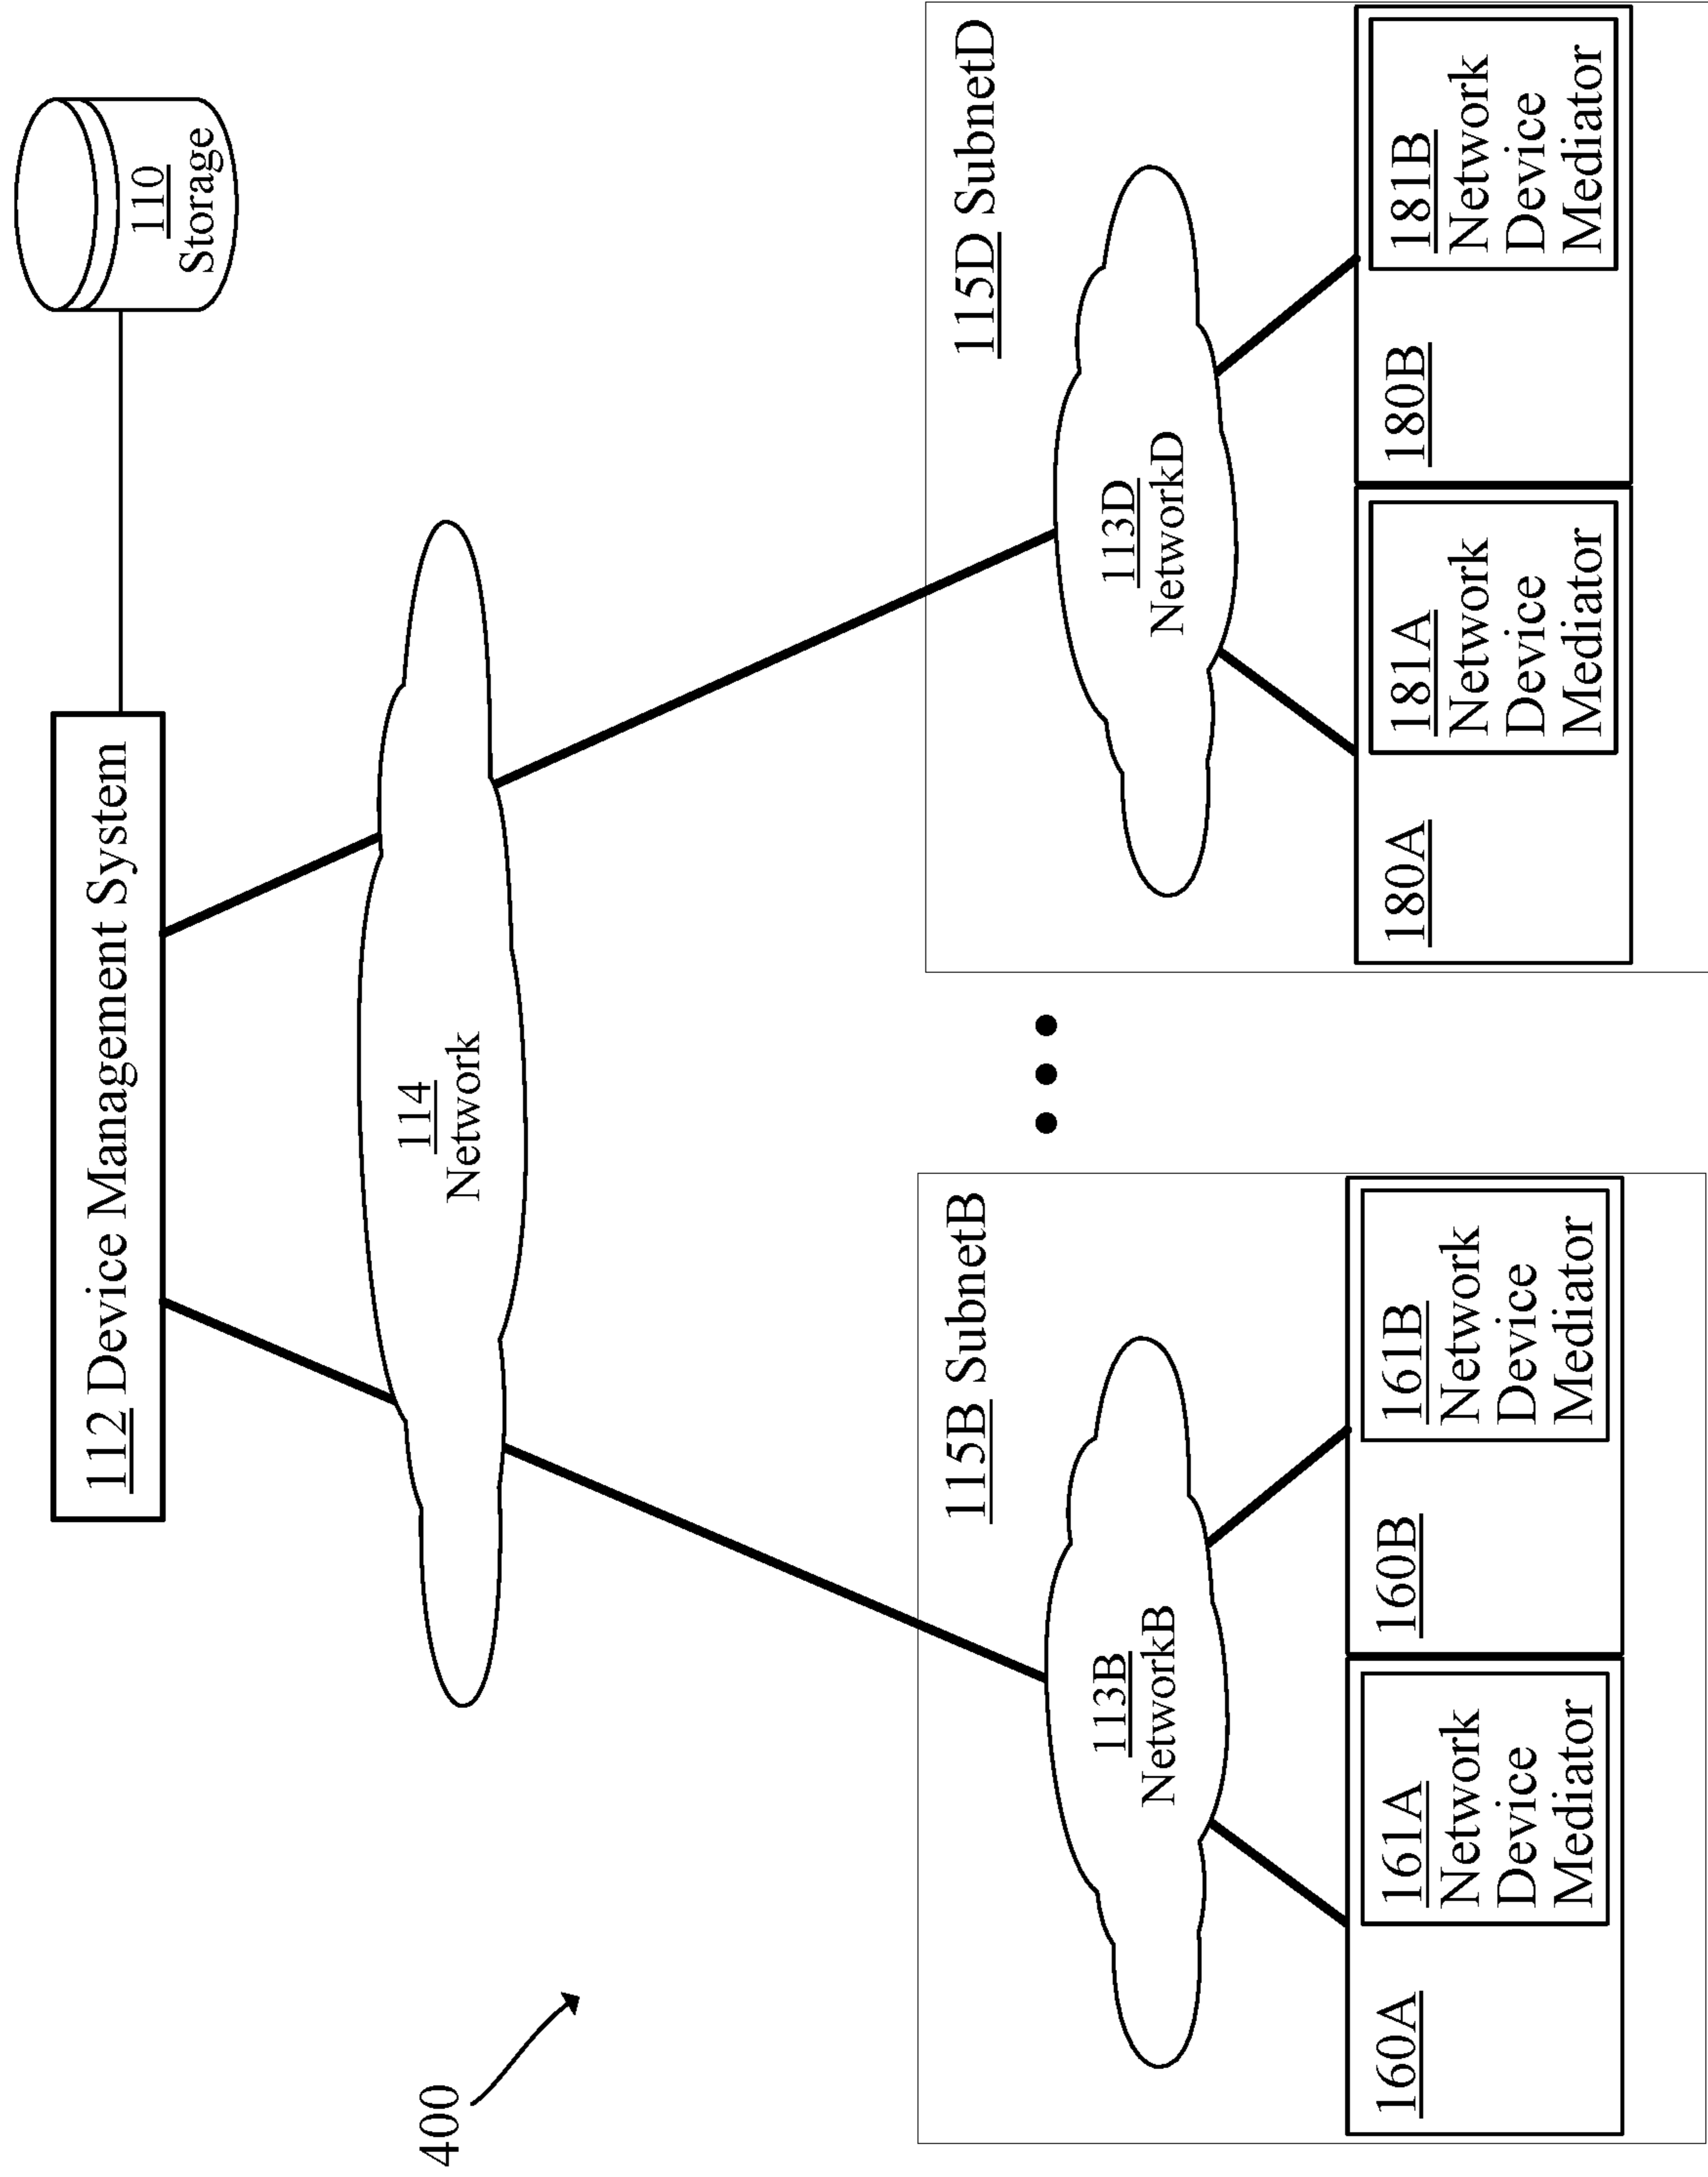 112 Device Management System
110
Storage
400
114
Network
115B SubnetB
113B
NetworkB
160A
161A
Network
Device
Mediator
160B
161B
Network
Device
Mediator
115D SubnetD
113D
NetworkD
180A
181A
Network
Device
Mediator
180B
181B
Network
Device
Mediator